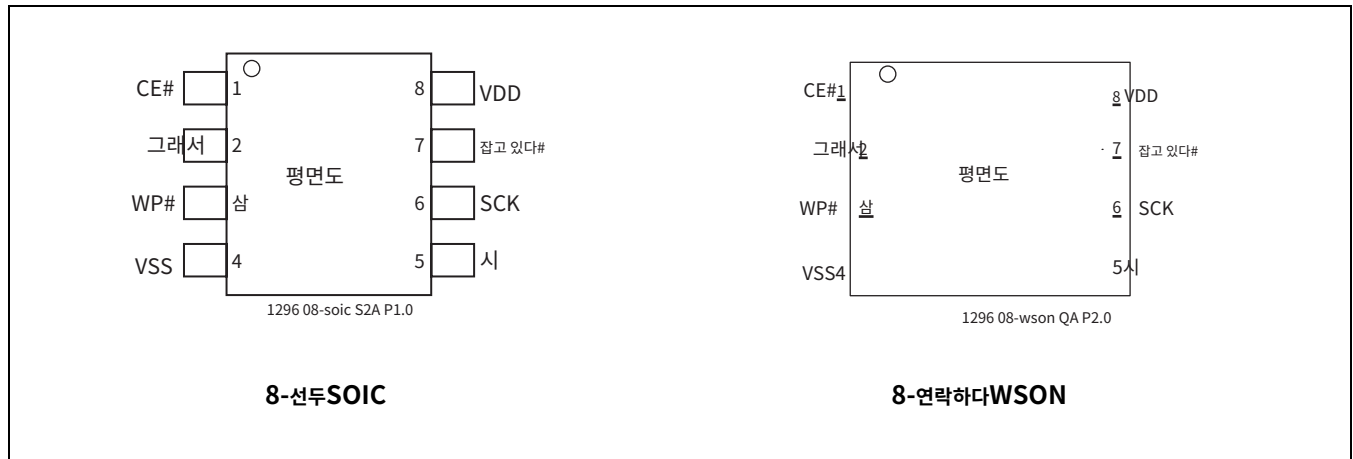 CE# 1 8 VDD
그래서 2 7 잡고 있다#
평면도
WP# 삼 6 SCK
VSS 4 5 시
1296 08-soic S2A P1.0
8-선두SOIC
CE#1 8 VDD
그래서 2 7 잡고 있다#
평면도
WP# 삼 6 SCK
VSS4 5시
1296 08-wson QA P2.0
8-연락하다WSON